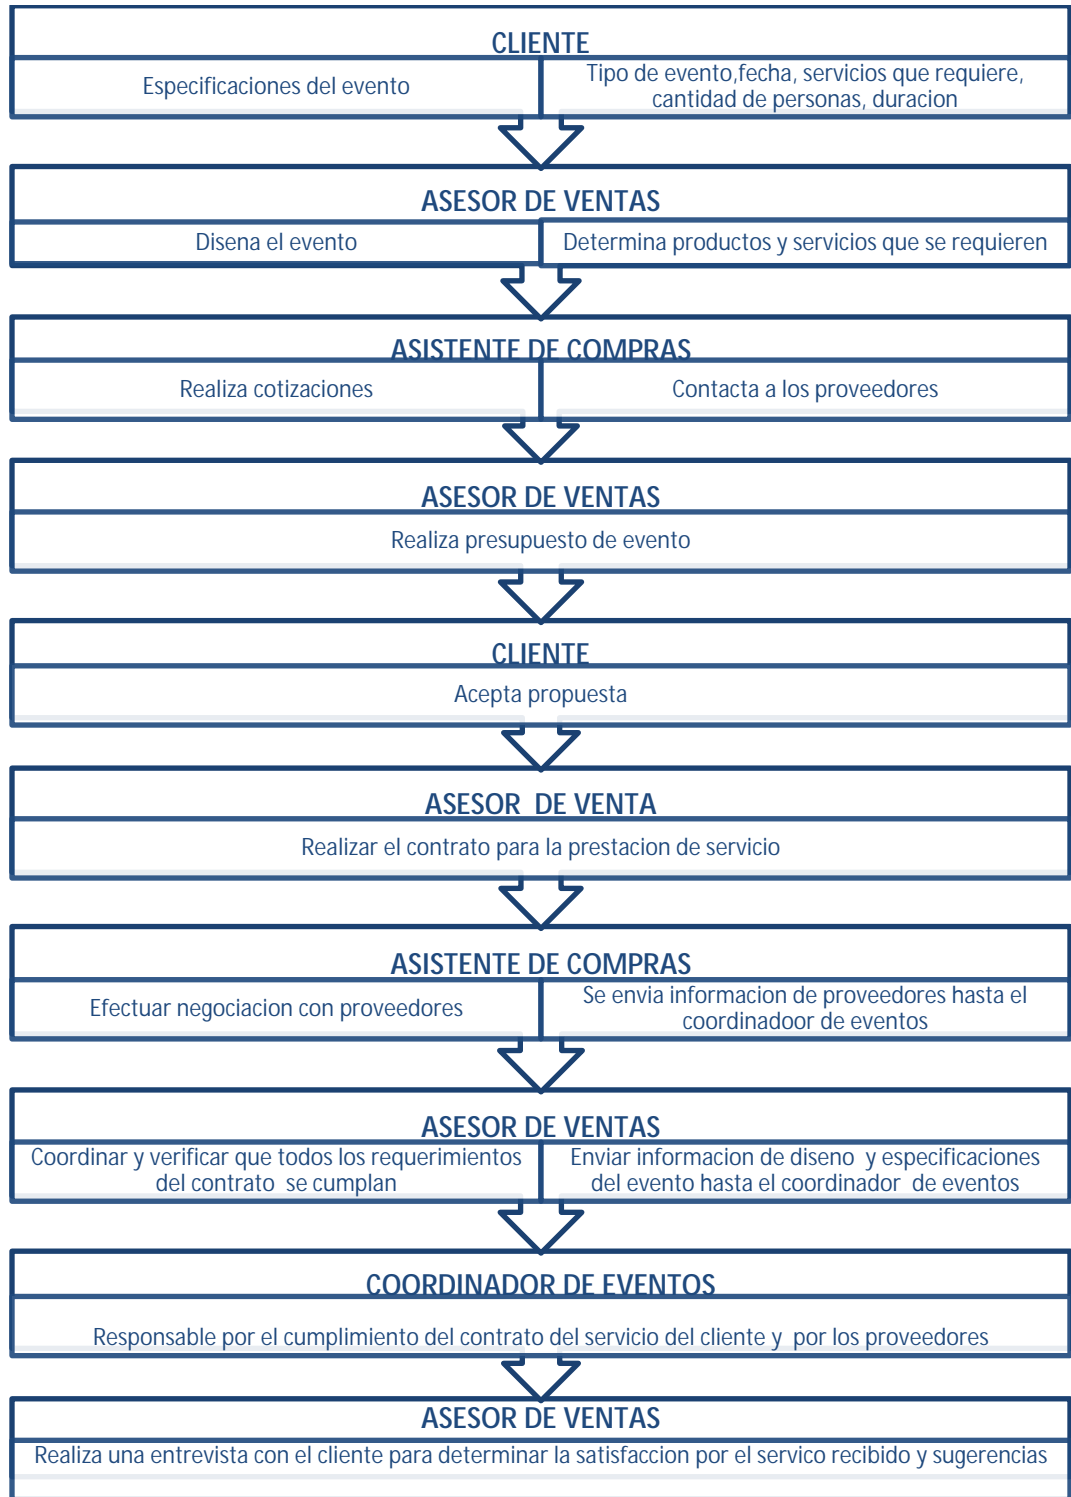 CLIENTE
Especificaciones del evento
Tipo de evento,fecha, servicios que requiere,
cantidad de personas, duracion
ASESOR DE VENTAS
Disena el evento
Determina productos y servicios que se requieren
ASISTENTE DE COMPRAS
Realiza cotizaciones
Contacta a los proveedores
ASESOR DE VENTAS
Realiza presupuesto de evento
CLIENTE
Acepta propuesta
ASESOR DE VENTA
Realizar el contrato para la prestacion de servicio
ASISTENTE DE COMPRAS
Efectuar negociacion con proveedores
Se envia informacion de proveedores hasta el
coordinadoor de eventos
ASESOR DE VENTAS
Coordinar y verificar que todos los requerimientos
del contrato se cumplan
Enviar informacion de diseno y especificaciones
del evento hasta el coordinador de eventos
COORDINADOR DE EVENTOS
Responsable por el cumplimiento del contrato del servicio del cliente y por los proveedores
ASESOR DE VENTAS
Realiza una entrevista con el cliente para determinar la satisfaccion por el servico recibido y sugerencias